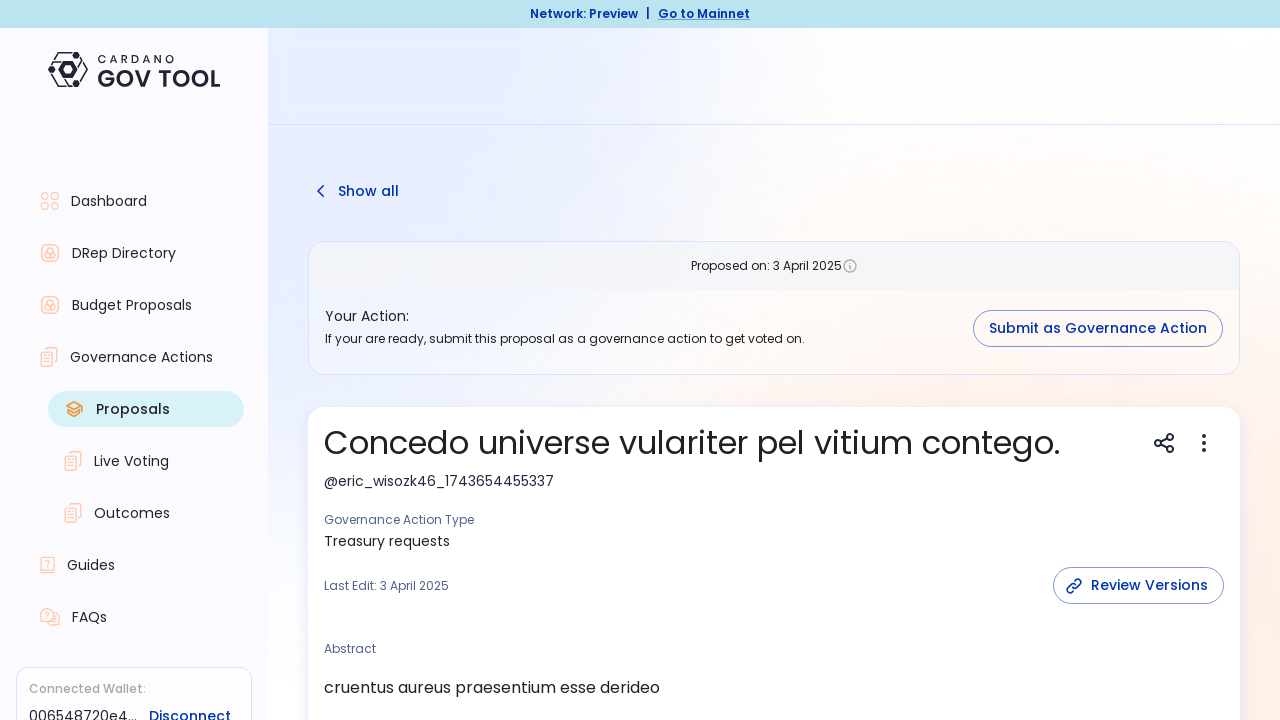 Network: Preview | Go to Mainnet
CARDANO
GOV TOOL
Dashboard
DRep Directory
Budget Proposals
Governance Actions
Proposals
Live Voting
Outcomes
Guides
FAQs
Connected Wallet:
006548720e4... Disconnect
Show all
Proposed on: 3 April 2025
Your Action:
If your are ready, submit this proposal as a governance action to get voted on.
Submit as Governance Action
Concedo universe vulariter pel vitium contego.
@eric_wisozk46_1743654455337
Governance Action Type
Treasury requests
Last Edit: 3 April 2025
Review Versions
Abstract
cruentus aureus praesentium esse derideo